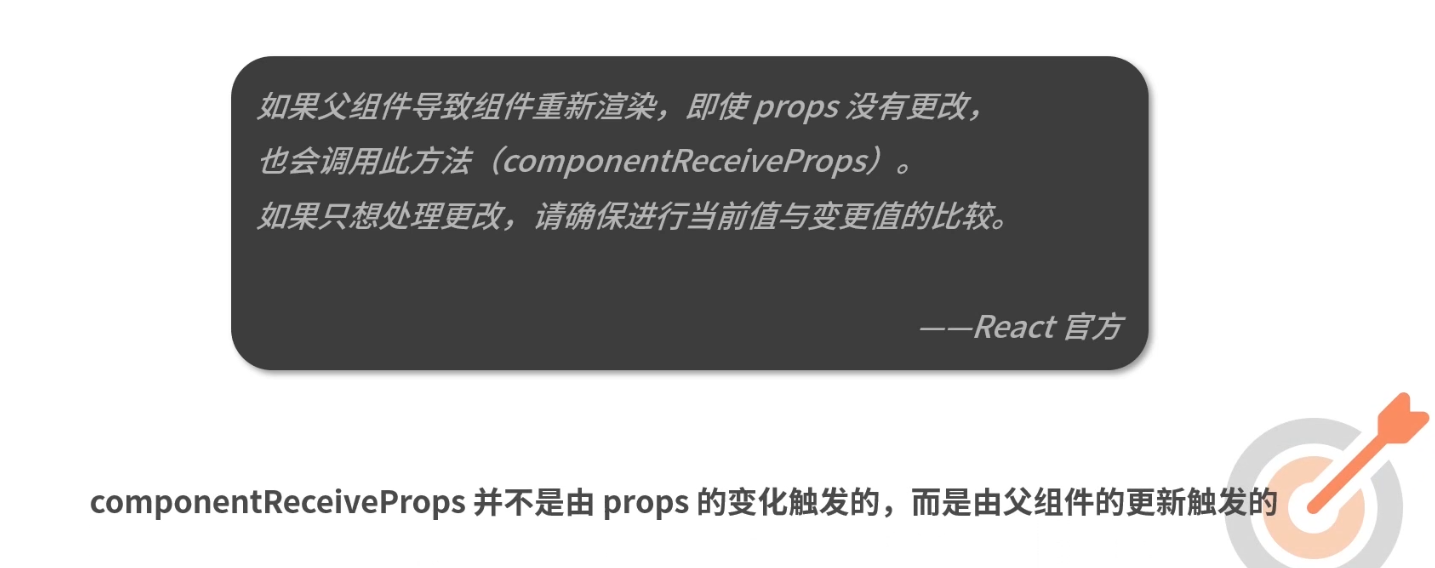 如果父组件导致组件重新渲染，即使 props 没有更改，
也会调用此方法（componentReceiveProps）。
如果只想处理更改，请确保进行当前值与变更值的比较。
——React 官方
componentReceiveProps 并不是由 props 的变化触发的，而是由父组件的更新触发的